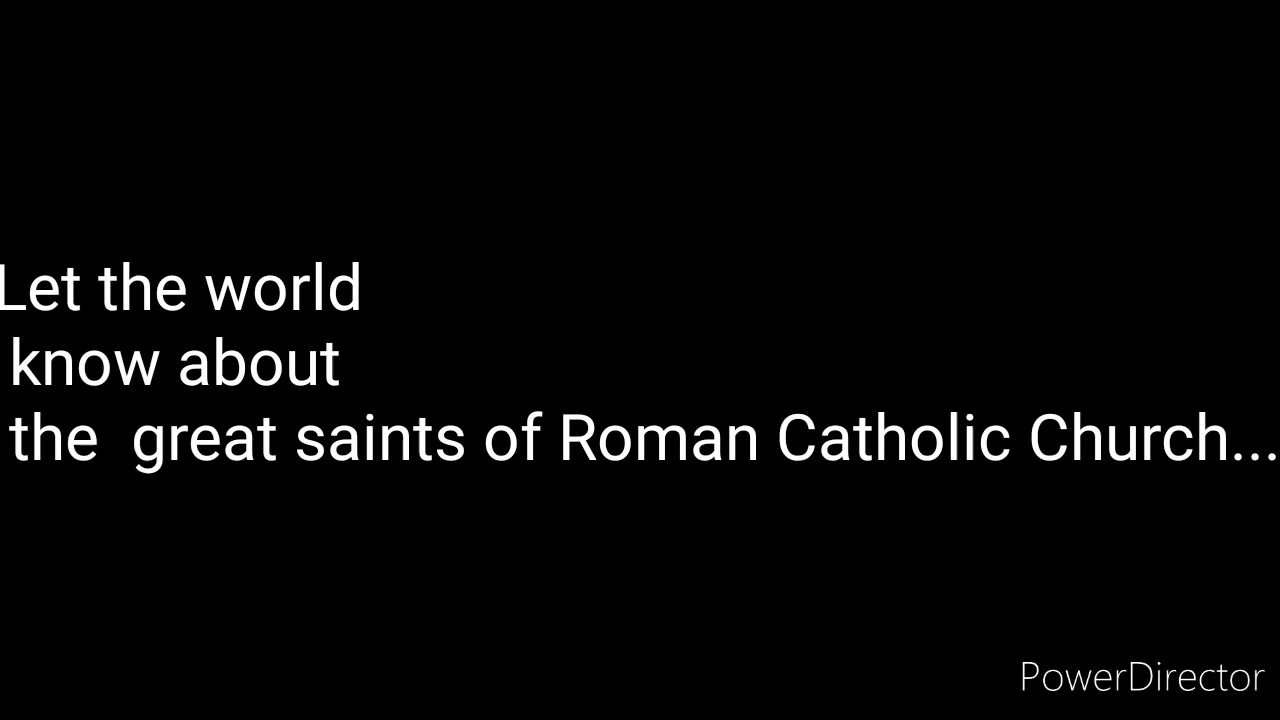 Let the world
know about
the  great saints of Roman Catholic Church...
PowerDirector